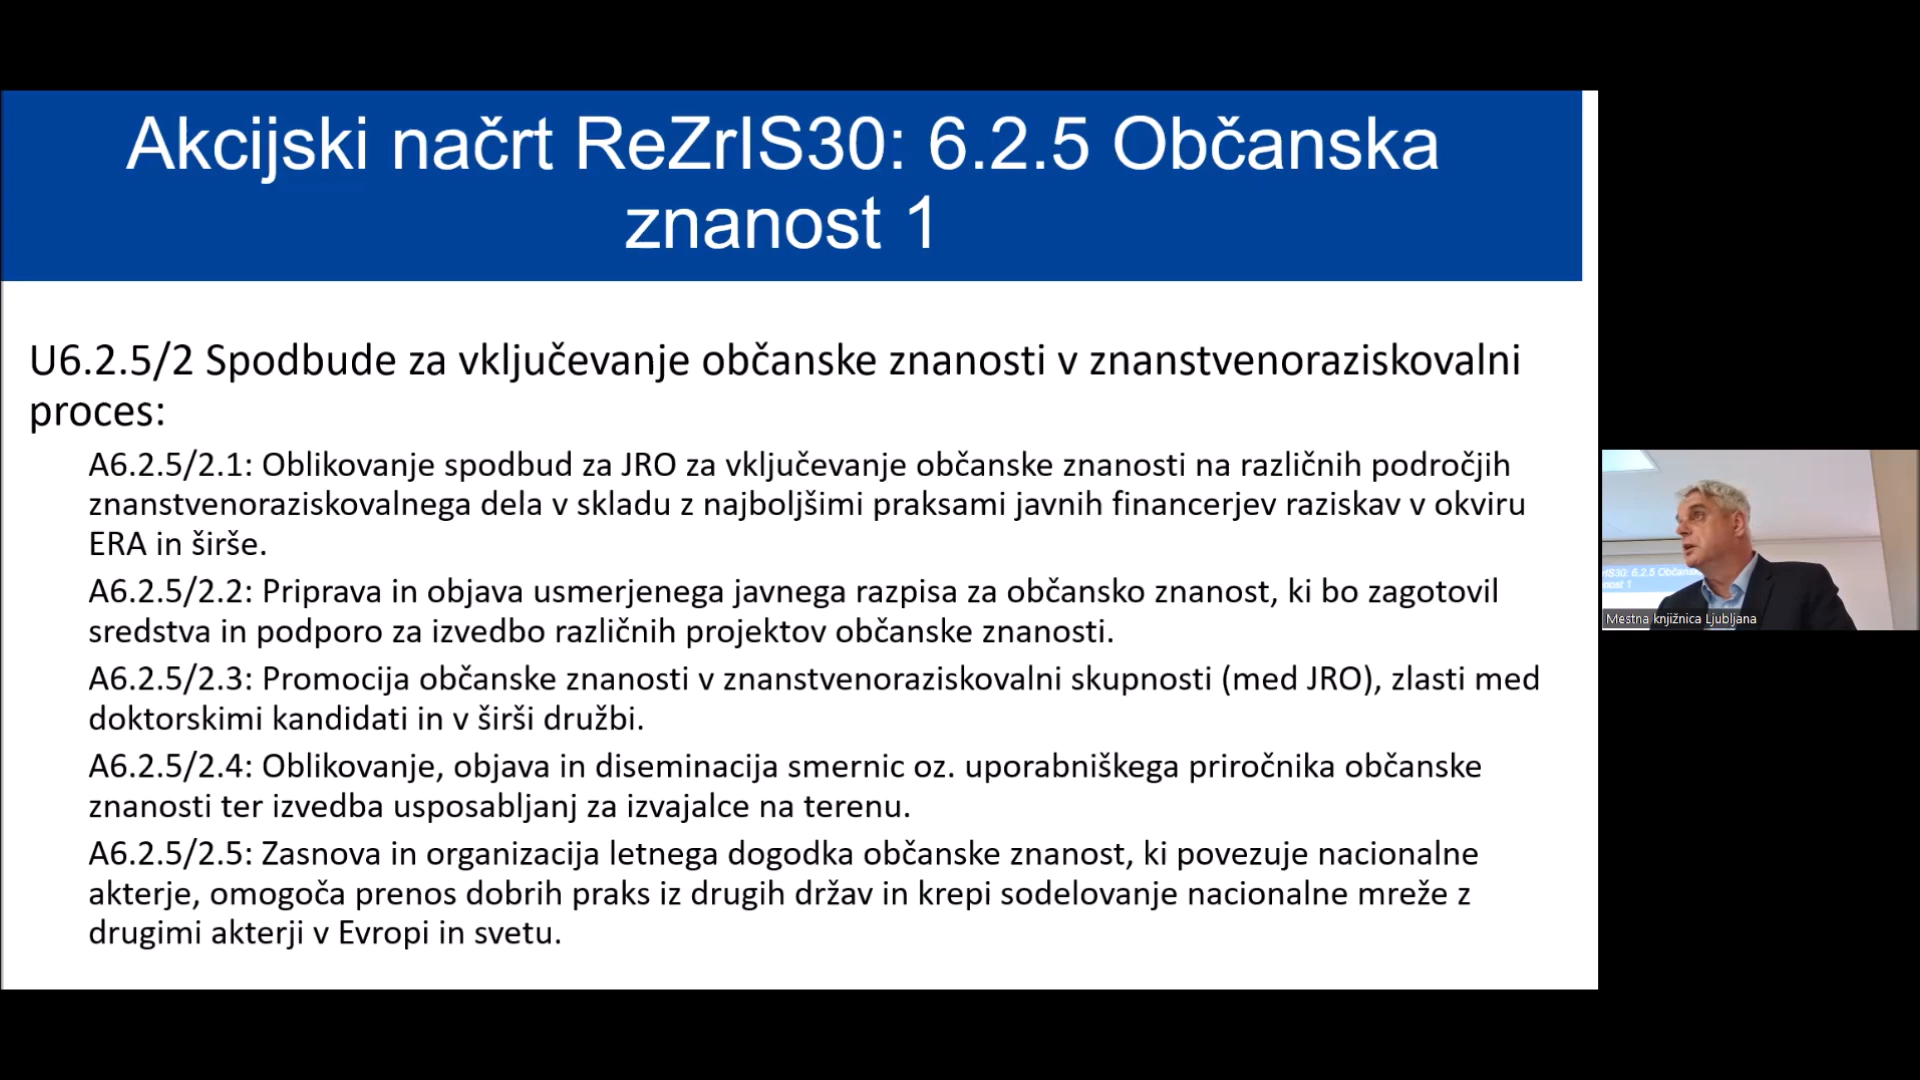 Akcijski načrt ReZrIS30: 6.2.5 Občanska
znanost 1
U6.2.5/2 Spodbude za vključevanje občanske znanosti v znanstvenoraziskovalni
proces:
A6.2.5/2.1: Oblikovanje spodbud za JRO za vključevanje občanske znanosti na različnih področjih
znanstvenoraziskovalnega dela v skladu z najboljšimi praksami javnih financerjev raziskav v okviru
ERA in širše.
A6.2.5/2.2: Priprava in objava usmerjenega javnega razpisa za občansko znanost, ki bo zagotovil
sredstva in podporo za izvedbo različnih projektov občanske znanosti.
A6.2.5/2.3: Promocija občanske znanosti v znanstvenoraziskovalni skupnosti (med JRO), zlasti med
doktorskimi kandidati in v širši družbi.
A6.2.5/2.4: Oblikovanje, objava in diseminacija smernic oz. uporabniškega priročnika občanske
znanosti ter izvedba usposabljanj za izvajalce na terenu.
A6.2.5/2.5: Zasnova in organizacija letnega dogodka občanske znanost, ki povezuje nacionalne
akterje, omogoča prenos dobrih praks iz drugih držav in krepi sodelovanje nacionalne mreže z
drugimi akterji v Evropi in svetu.
rIS30: 6.2.5 Občans
nost 1
Mestna knjižnica Ljubljana